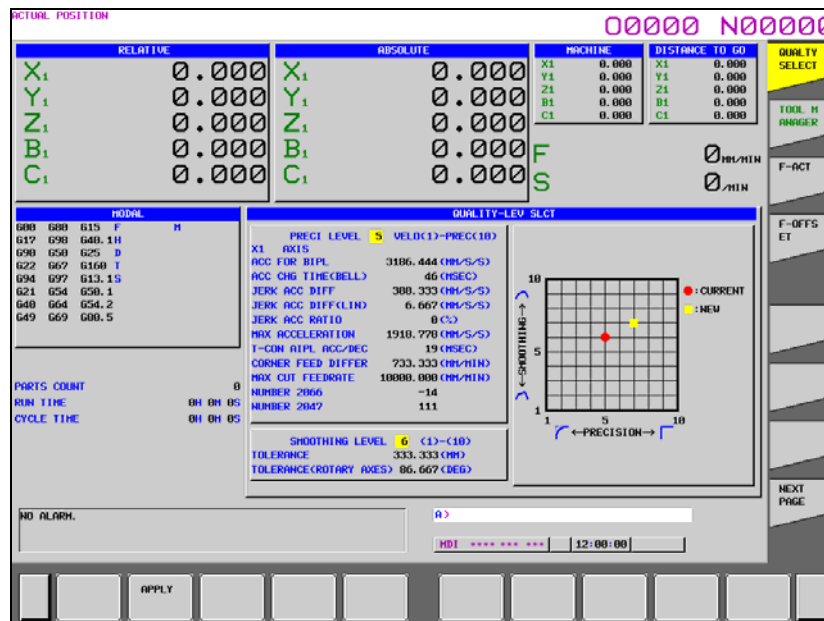 ACTUAL POSITION
O0000 N00000
RELATIVE
X1 0.000
Y1 0.000
Z1 0.000
B1 0.000
C1 0.000
ABSOLUTE
X1 0.000
Y1 0.000
Z1 0.000
B1 0.000
C1 0.000
MACHINE
X1 0.000
Y1 0.000
Z1 0.000
B1 0.000
C1 0.000
DISTANCE TO GO
X1 0.000
Y1 0.000
Z1 0.000
B1 0.000
C1 0.000
F 0 MM/MIN
S 0 /MIN
MODAL
G00 G80 G15 F M
G17 G98 G40.1 H
G90 G50 G25 D
G22 G67 G160 T
G94 G97 G13.1 S
G21 G54 G50.1
G40 G64 G54.2
G49 G69 G80.5
PARTS COUNT 0
RUN TIME 0H 0M 0S
CYCLE TIME 0H 0M 0S
QUALITY-LEV SLCT
PRECI LEVEL 5 VELO(1)-PREC(10)
X1 AXIS
ACC FOR BIPL 3186.444(MM/S/S)
ACC CHG TIME(BELL) 46(MSEC)
JERK ACC DIFF 308.333(MM/S/S)
JERK ACC DIFF(LIN) 6.667(MM/S/S)
JERK ACC RATIO 0(%)
MAX ACCELERATION 1910.778(MM/S/S)
T-CON AIPL ACC/DEC 19(MSEC)
CORNER FEED DIFFER 733.333(MM/MIN)
MAX CUT FEEDRATE 10000.000(MM/MIN)
NUMBER 2066 -14
NUMBER 2047 111
SMOOTHING LEVEL 6 (1)-(10)
TOLERANCE 333.333(MM)
TOLERANCE(ROTARY AXES) 86.667(DEG)
10
5
1
←SMOOTHING→
1 5 10
←PRECISION→
:CURRENT
:NEW
QUALTY
SELECT
TOOL M
ANAGER
F-ACT
F-OFFS
ET
NEXT
PAGE
NO ALARM.
A>
MDI **** *** *** 12:00:00
APPLY